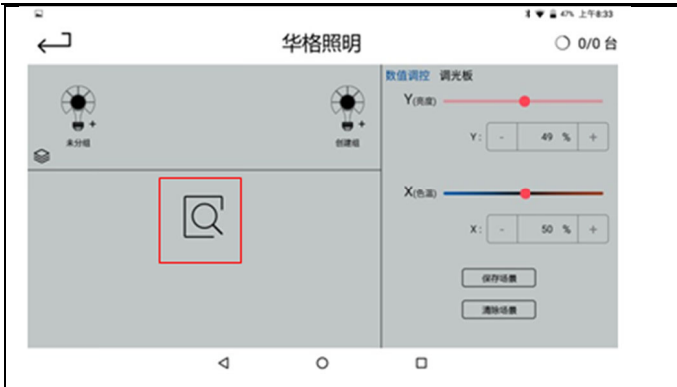 47% 上午8:33
华格照明
0/0 台
数值调控 调光板
Y(亮度)
Y: - 49 % +
未分组
创建组
X(色温)
X: - 50 % +
保存场景
清除场景